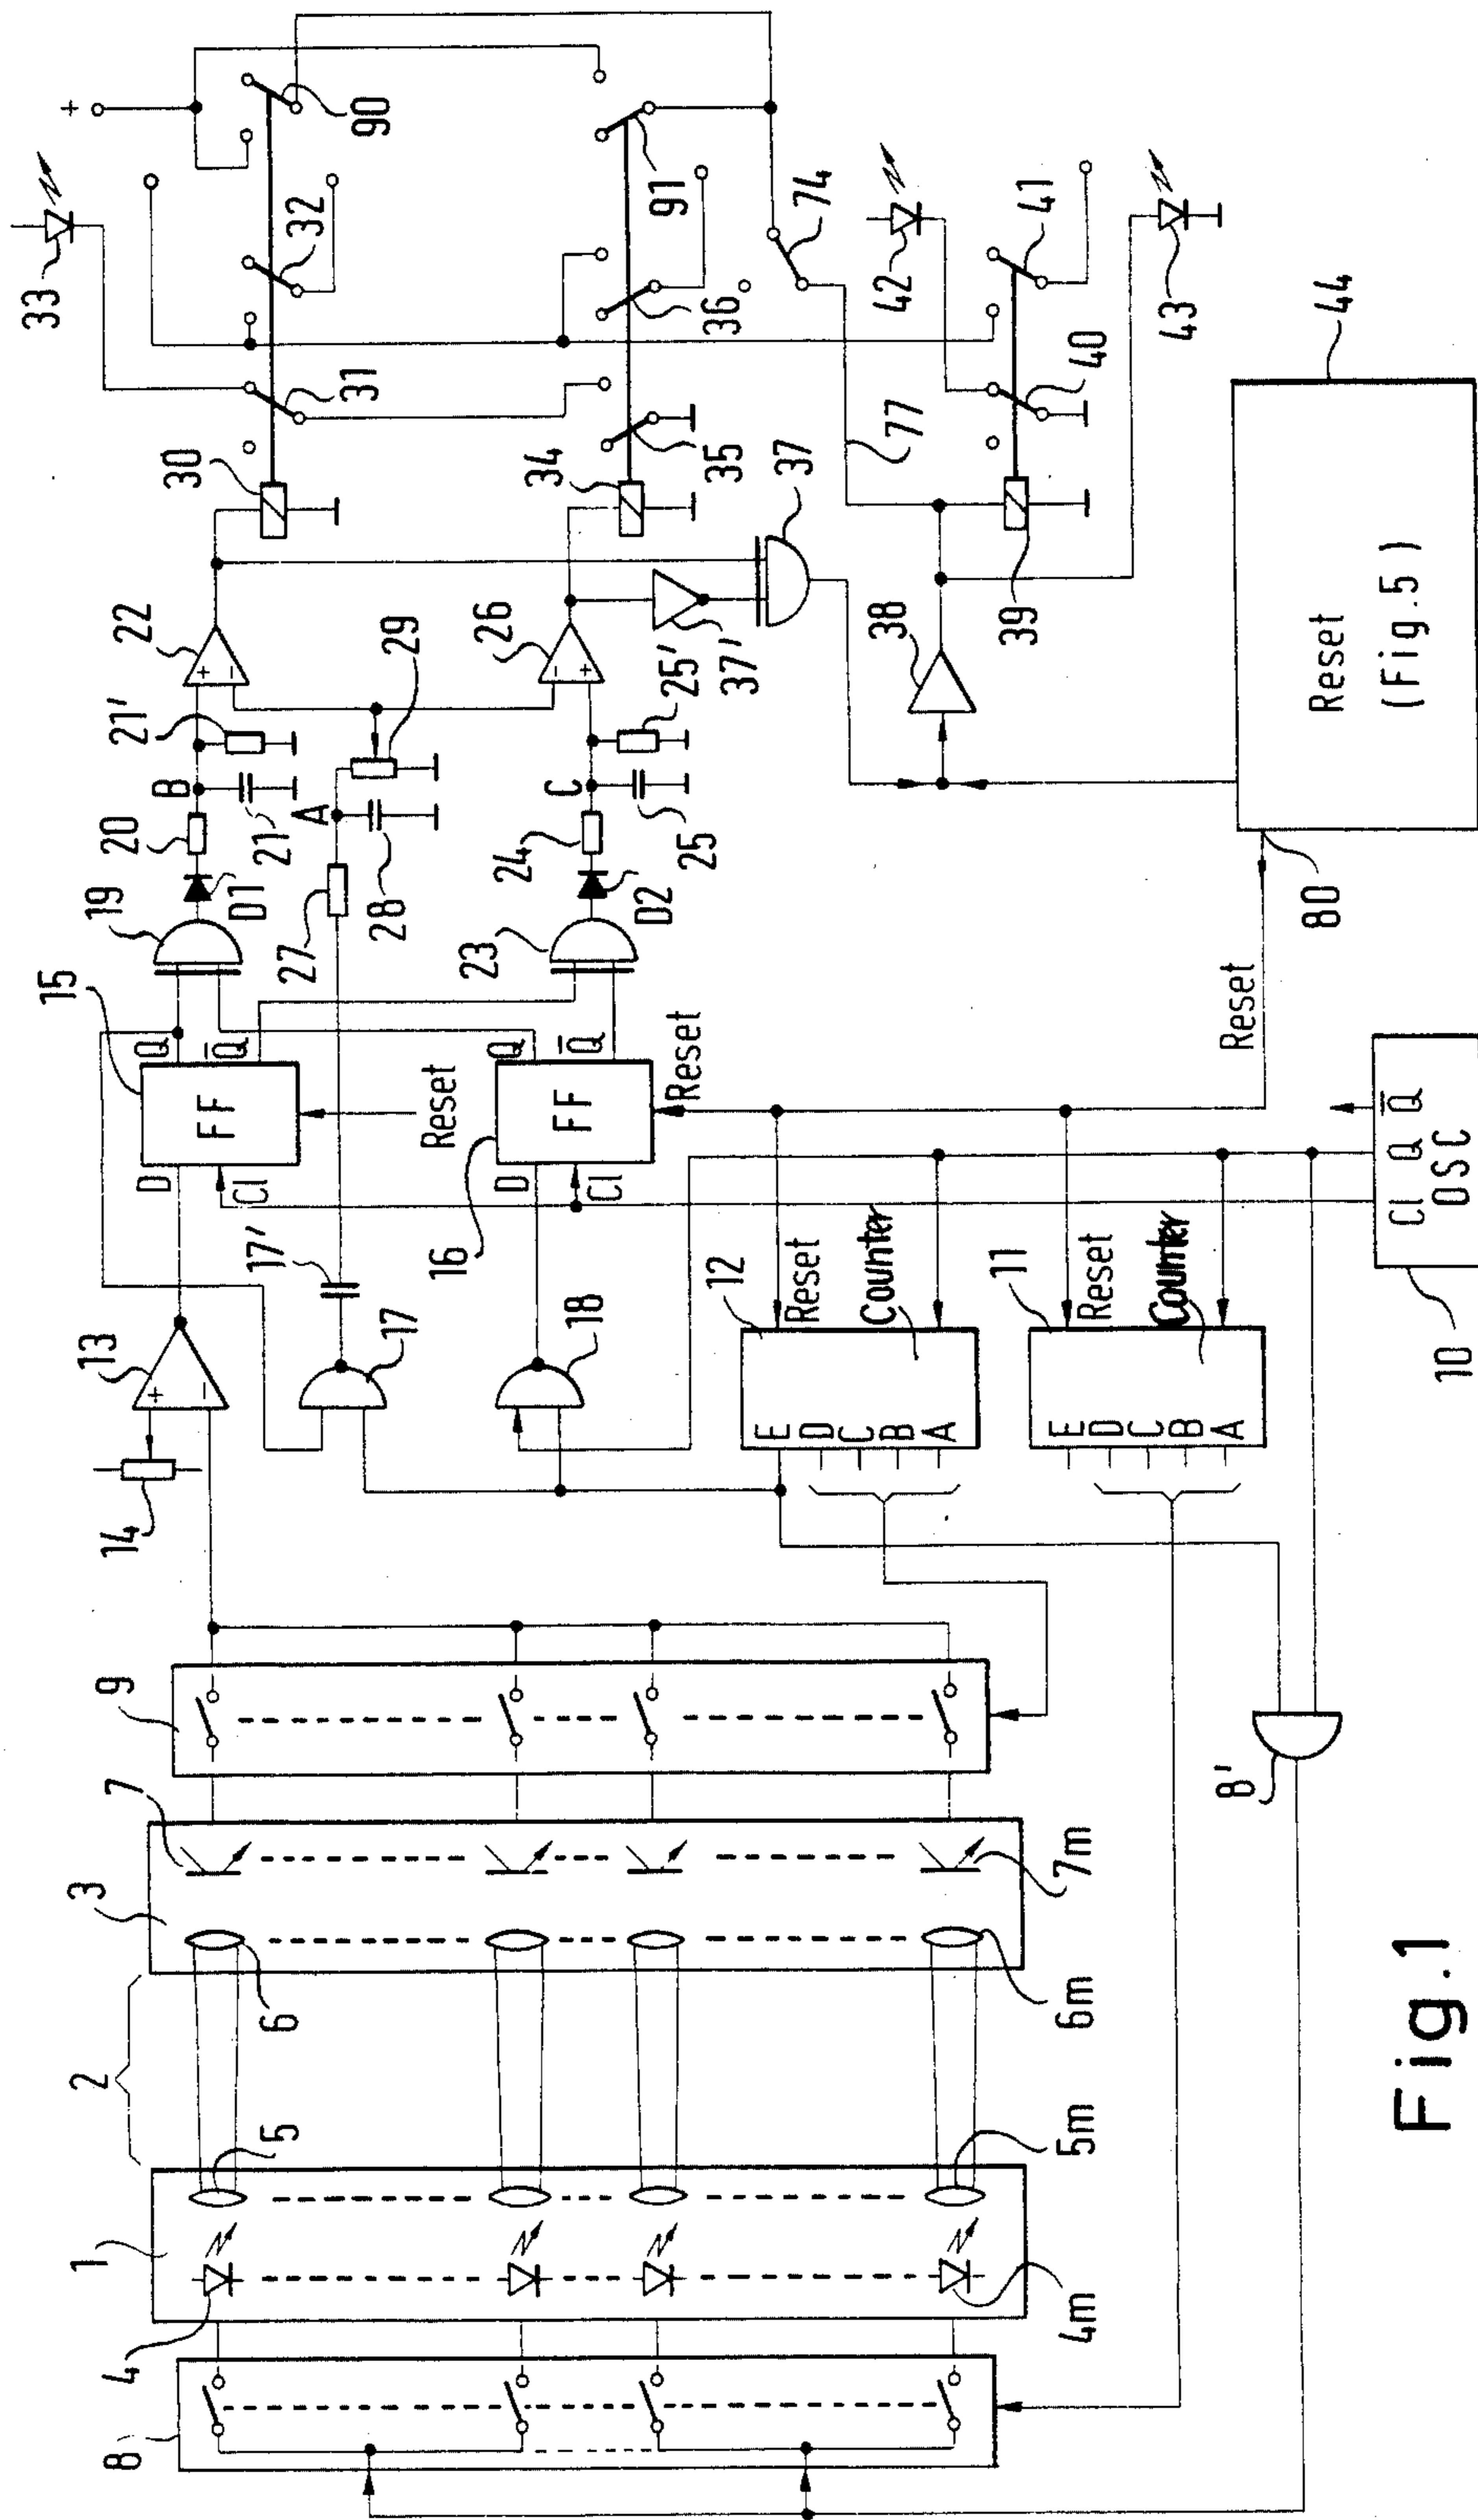 8
4
1
5
2
6
3
7
9
14
13
+
−
4m
5m
6m
7m
8'
15
D
Cl
FF
Q
Q̅
Reset
16
D
Cl
FF
Q
Q̅
Reset
17
17'
18
12
E
D
C
B
A
Reset
Counter
11
E
D
C
B
A
Reset
Counter
10
Cl
Q
Q̅
OSC
19
D1
20
B
21
21'
22
+
−
27
A
28
29
23
D2
24
C
25
25'
26
−
+
37'
37
30
31
32
33
90
+
34
35
36
91
74
77
38
39
40
41
42
43
44
Reset
(Fig.5)
80
Reset
Fig.1